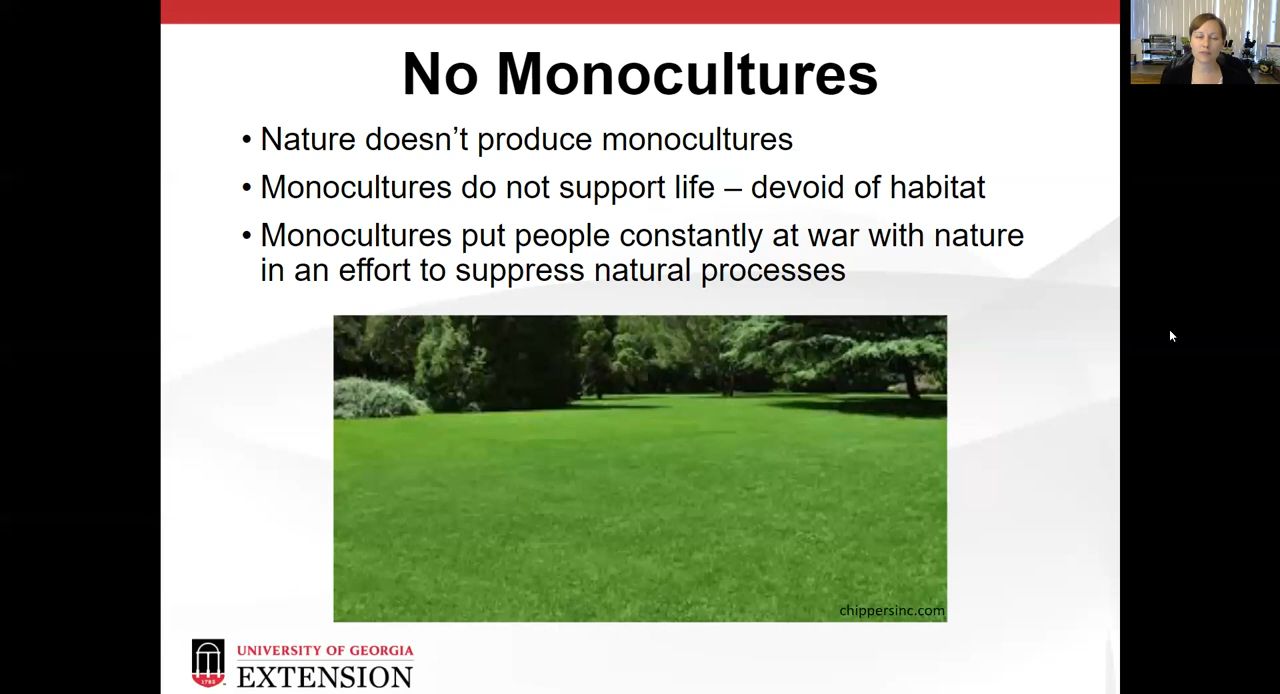 No Monocultures
• Nature doesn’t produce monocultures
• Monocultures do not support life – devoid of habitat
• Monocultures put people constantly at war with nature
in an effort to suppress natural processes
chippersinc.com
UNIVERSITY OF GEORGIA
EXTENSION
1785